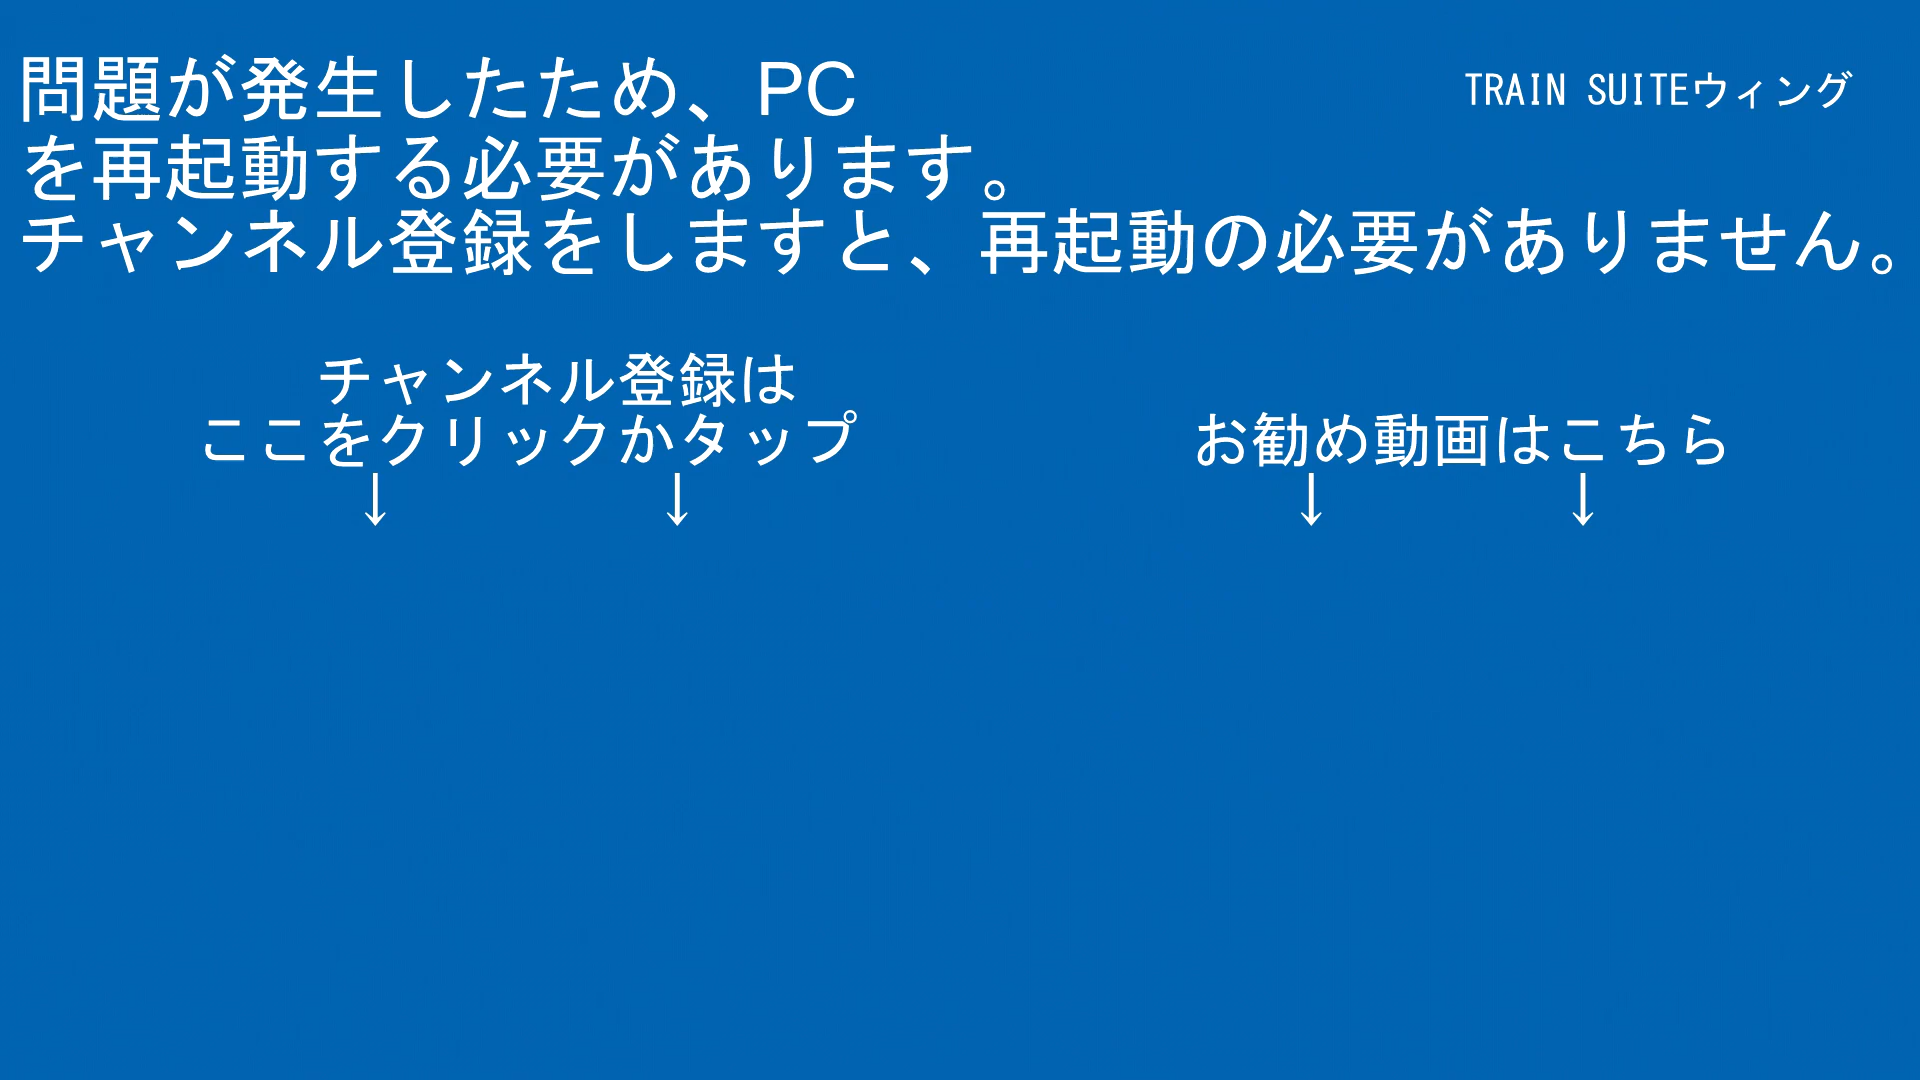 問題が発生したため、PC
を再起動する必要があります。
チャンネル登録をしますと、再起動の必要がありません。
TRAIN SUITEウィング
チャンネル登録は
ここをクリックかタップ
↓ ↓
お勧め動画はこちら
↓ ↓